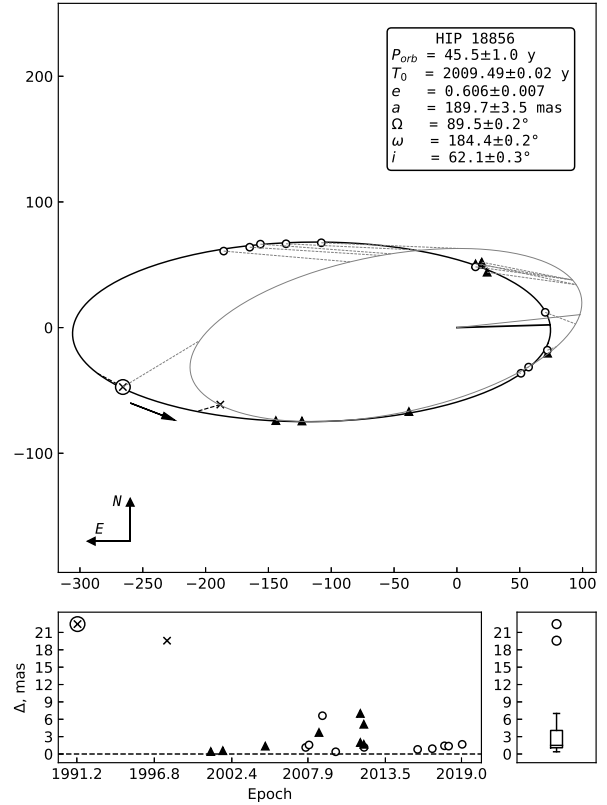 HIP 18856
P_orb = 45.5±1.0 y
T_0 = 2009.49±0.02 y
e = 0.606±0.007
a = 189.7±3.5 mas
Ω = 89.5±0.2°
ω = 184.4±0.2°
i = 62.1±0.3°
200
100
0
−100
N
E
−300 −250 −200 −150 −100 −50 0 50 100
Δ, mas
21
18
15
12
9
6
3
0
1991.2 1996.8 2002.4 2007.9 2013.5 2019.0
Epoch
21
18
15
12
9
6
3
0